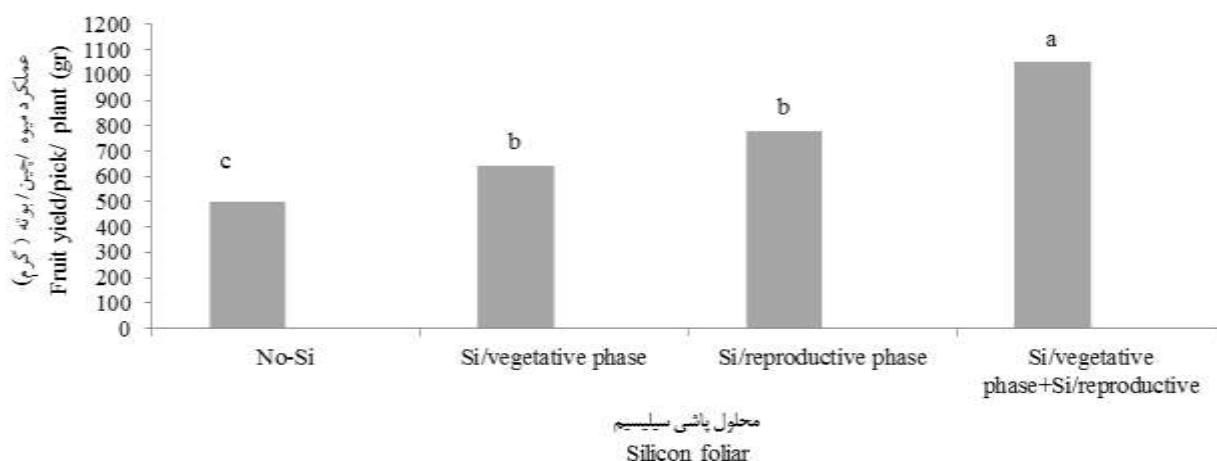 عملکرد میوه /چین/ بوته ( گرم)
Fruit yield/pick/ plant (gr)
1200
1100
1000
900
800
700
600
500
400
300
200
100
0
c
b
b
a
No-Si
Si/vegetative phase
Si/reproductive phase
Si/vegetative
phase+Si/reproductive
محلول پاشی سیلیسیم
Silicon foliar